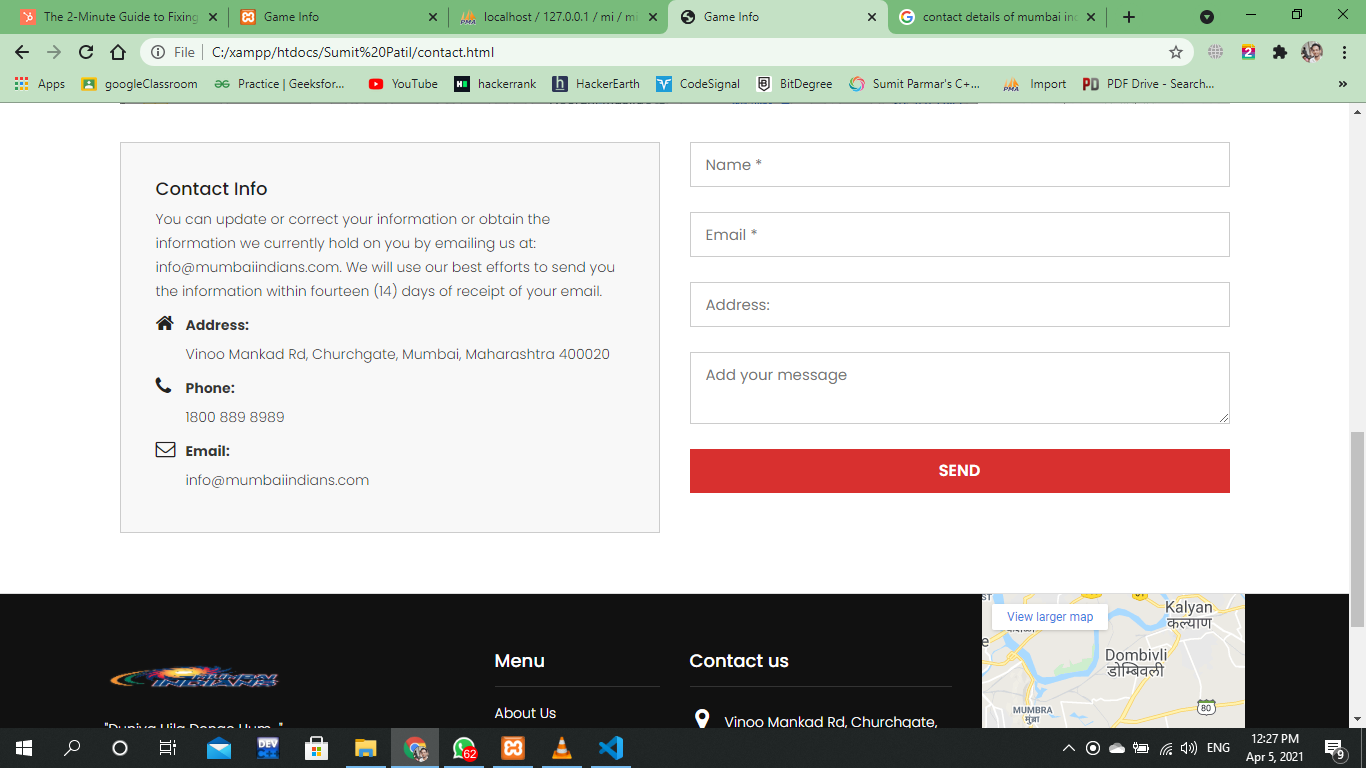 The 2-Minute Guide to Fixing
Game Info
localhost / 127.0.0.1 / mi / mi
Game Info
contact details of mumbai in
File
C:/xampp/htdocs/Sumit%20Patil/contact.html
Apps
googleClassroom
Practice | Geeksfor...
YouTube
hackerrank
HackerEarth
CodeSignal
BitDegree
Sumit Parmar's C+...
Import
PDF Drive - Search...
Contact Info
You can update or correct your information or obtain the
information we currently hold on you by emailing us at:
info@mumbaiindians.com. We will use our best efforts to send you
the information within fourteen (14) days of receipt of your email.
Address:
Vinoo Mankad Rd, Churchgate, Mumbai, Maharashtra 400020
Phone:
1800 889 8989
Email:
info@mumbaiindians.com
Name *
Email *
Address:
Add your message
SEND
MUMBAI
INDIANS
"Duniya Hila Denge Hum..."
Menu
About Us
Contact us
Vinoo Mankad Rd, Churchgate,
View larger map
Kalyan
कल्याण
Dombivli
डोम्बिवली
MUMBRA
मुंब्रा
80
DEV
62
ENG
12:27 PM
Apr 5, 2021
9